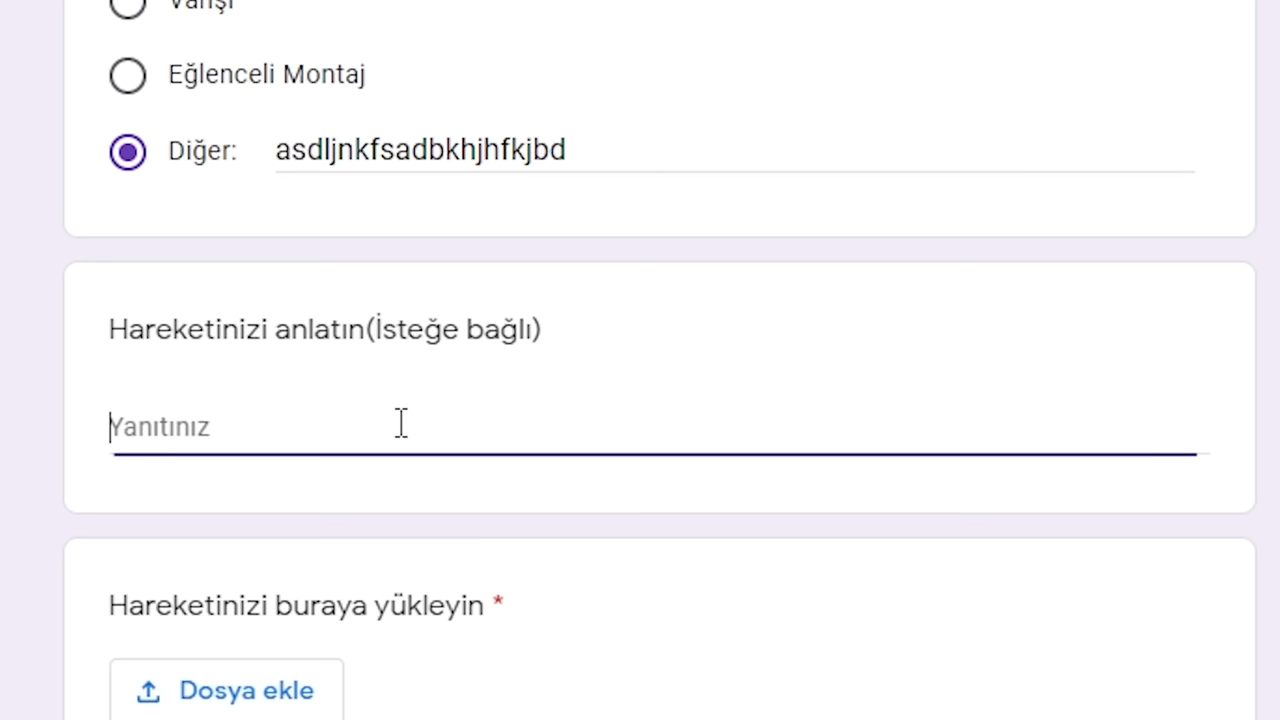 Eğlenceli Montaj
Diğer: asdljnkfsadbkhjhfkjbd
Hareketinizi anlatın(İsteğe bağlı)
Yanıtınız
Hareketinizi buraya yükleyin *
Dosya ekle